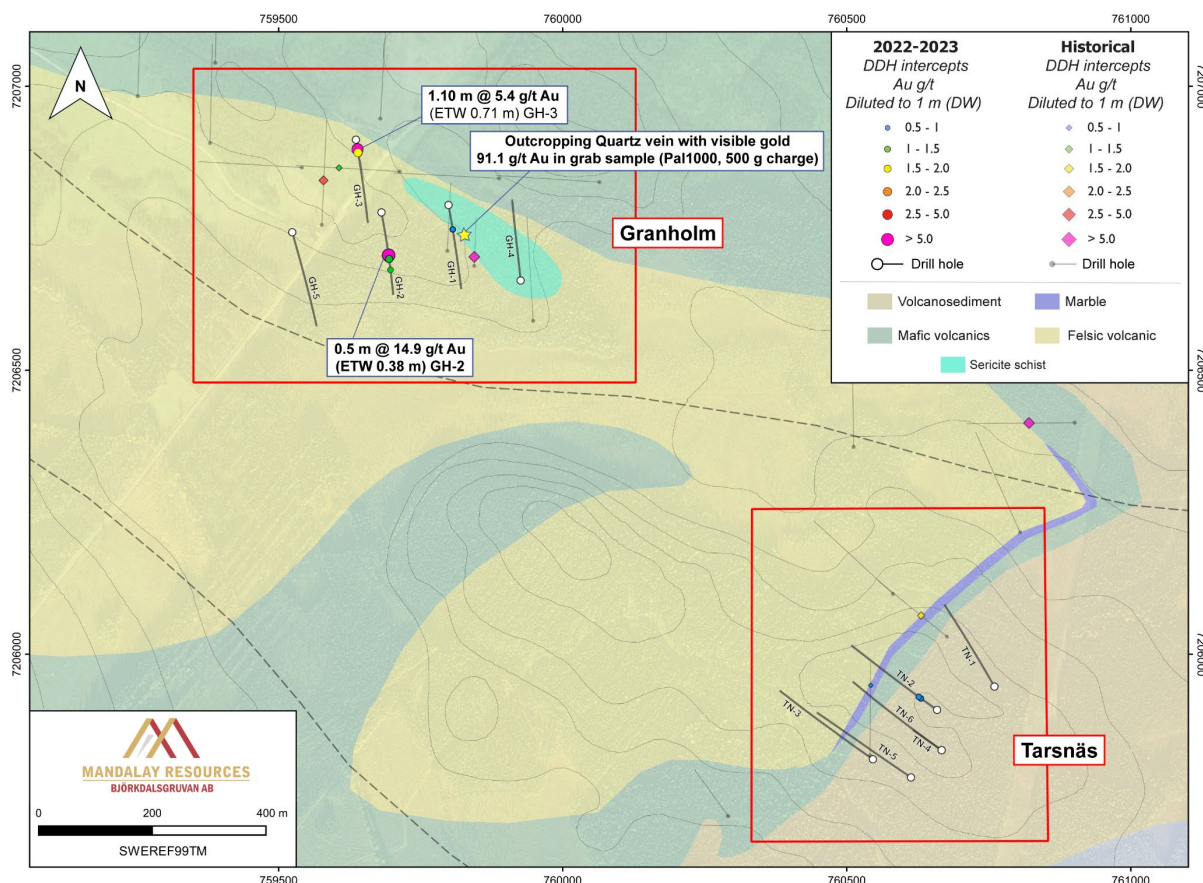 759500
760000
760500
761000
7207000
7206500
7206000
7207000
7206500
7206000
759500
760000
760500
761000
N
1.10 m @ 5.4 g/t Au
(ETW 0.71 m) GH-3
Outcropping Quartz vein with visible gold
91.1 g/t Au in grab sample (Pal1000, 500 g charge)
Granholm
GH-3
GH-1
GH-4
GH-5
GH-2
0.5 m @ 14.9 g/t Au
(ETW 0.38 m) GH-2
2022-2023
DDH intercepts
Au g/t
Diluted to 1 m (DW)
0.5 - 1
1 - 1.5
1.5 - 2.0
2.0 - 2.5
2.5 - 5.0
> 5.0
Drill hole
Historical
DDH intercepts
Au g/t
Diluted to 1 m (DW)
0.5 - 1
1 - 1.5
1.5 - 2.0
2.0 - 2.5
2.5 - 5.0
> 5.0
Drill hole
Volcanosediment
Marble
Mafic volcanics
Felsic volcanic
Sericite schist
TN-1
TN-2
TN-3
TN-6
TN-4
TN-5
Tarsnäs
MANDALAY RESOURCES
BJÖRKDALSGRUVAN AB
0 200 400 m
SWEREF99TM